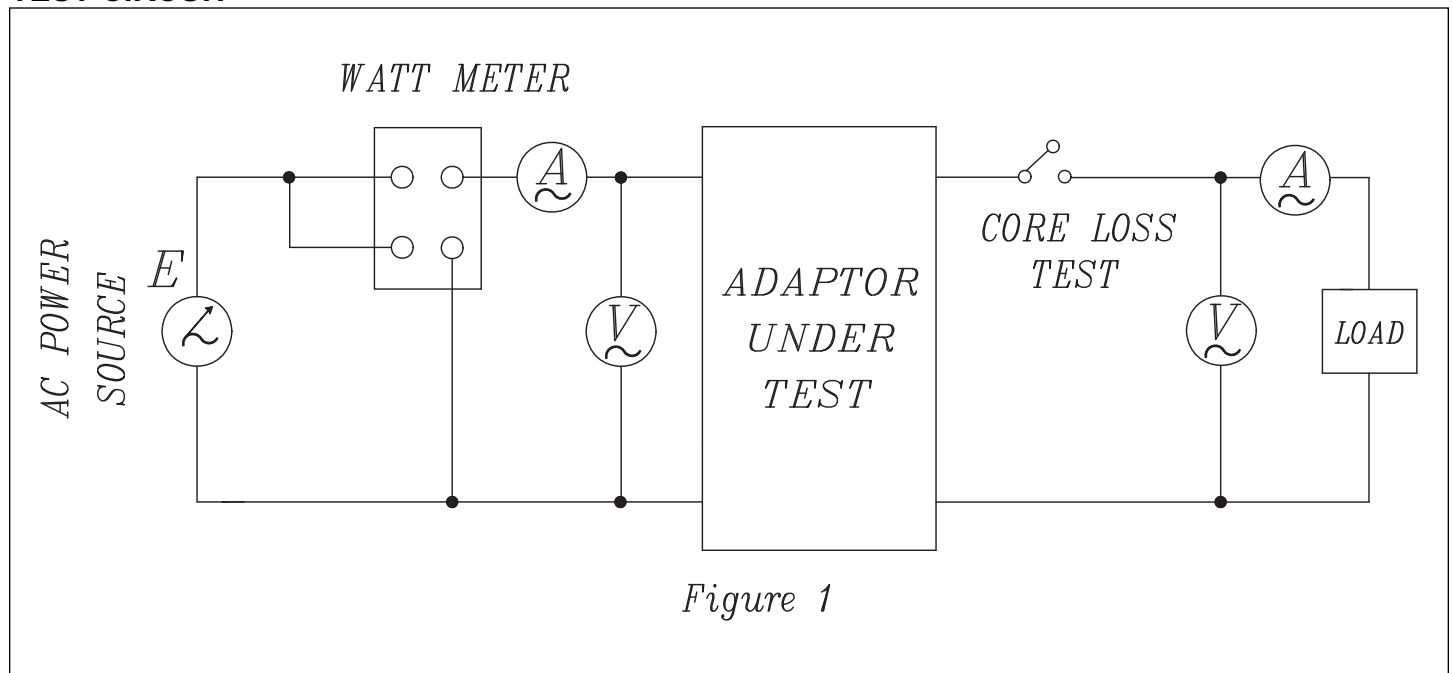 WATT METER
A
A
E
AC POWER
SOURCE
V
ADAPTOR
UNDER
TEST
CORE LOSS
TEST
V
LOAD
Figure 1